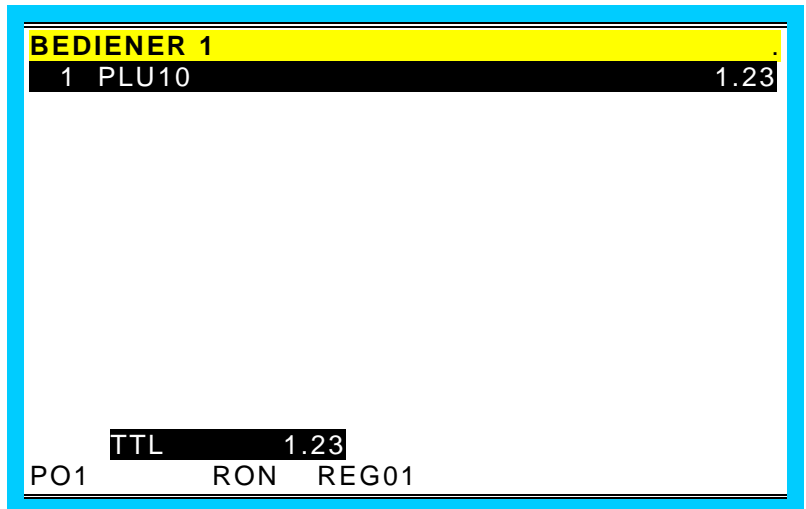 BEDIENER 1 .
1 PLU10 1.23
TTL 1.23
PO1 RON REG01